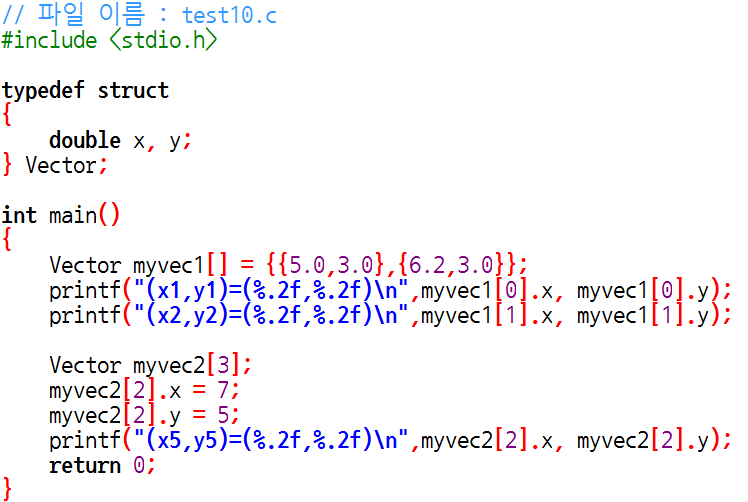 // 파일 이름 : test10.c
#include <stdio.h>

typedef struct
{
    double x, y;
} Vector;

int main()
{
    Vector myvec1[] = {{5.0,3.0},{6.2,3.0}};
    printf("(x1,y1)=(%.2f,%.2f)\n",myvec1[0].x, myvec1[0].y);
    printf("(x2,y2)=(%.2f,%.2f)\n",myvec1[1].x, myvec1[1].y);

    Vector myvec2[3];
    myvec2[2].x = 7;
    myvec2[2].y = 5;
    printf("(x5,y5)=(%.2f,%.2f)\n",myvec2[2].x, myvec2[2].y);
    return 0;
}